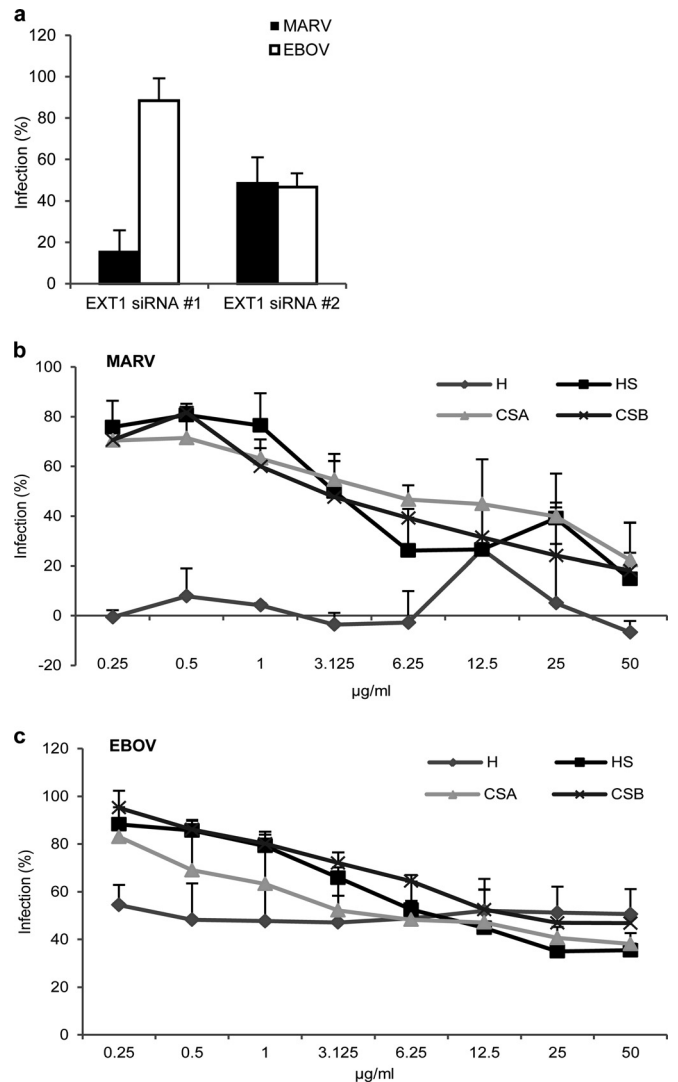 a
MARV
EBOV
120
100
80
60
40
20
0
Infection (%)
EXT1 siRNA #1
EXT1 siRNA #2
b
MARV
H
HS
CSA
CSB
100
80
60
40
20
0
-20
Infection (%)
0.25 0.5 1 3.125 6.25 12.5 25 50
µg/ml
c
EBOV
H
HS
CSA
CSB
120
100
80
60
40
20
0
Infection (%)
0.25 0.5 1 3.125 6.25 12.5 25 50
µg/ml